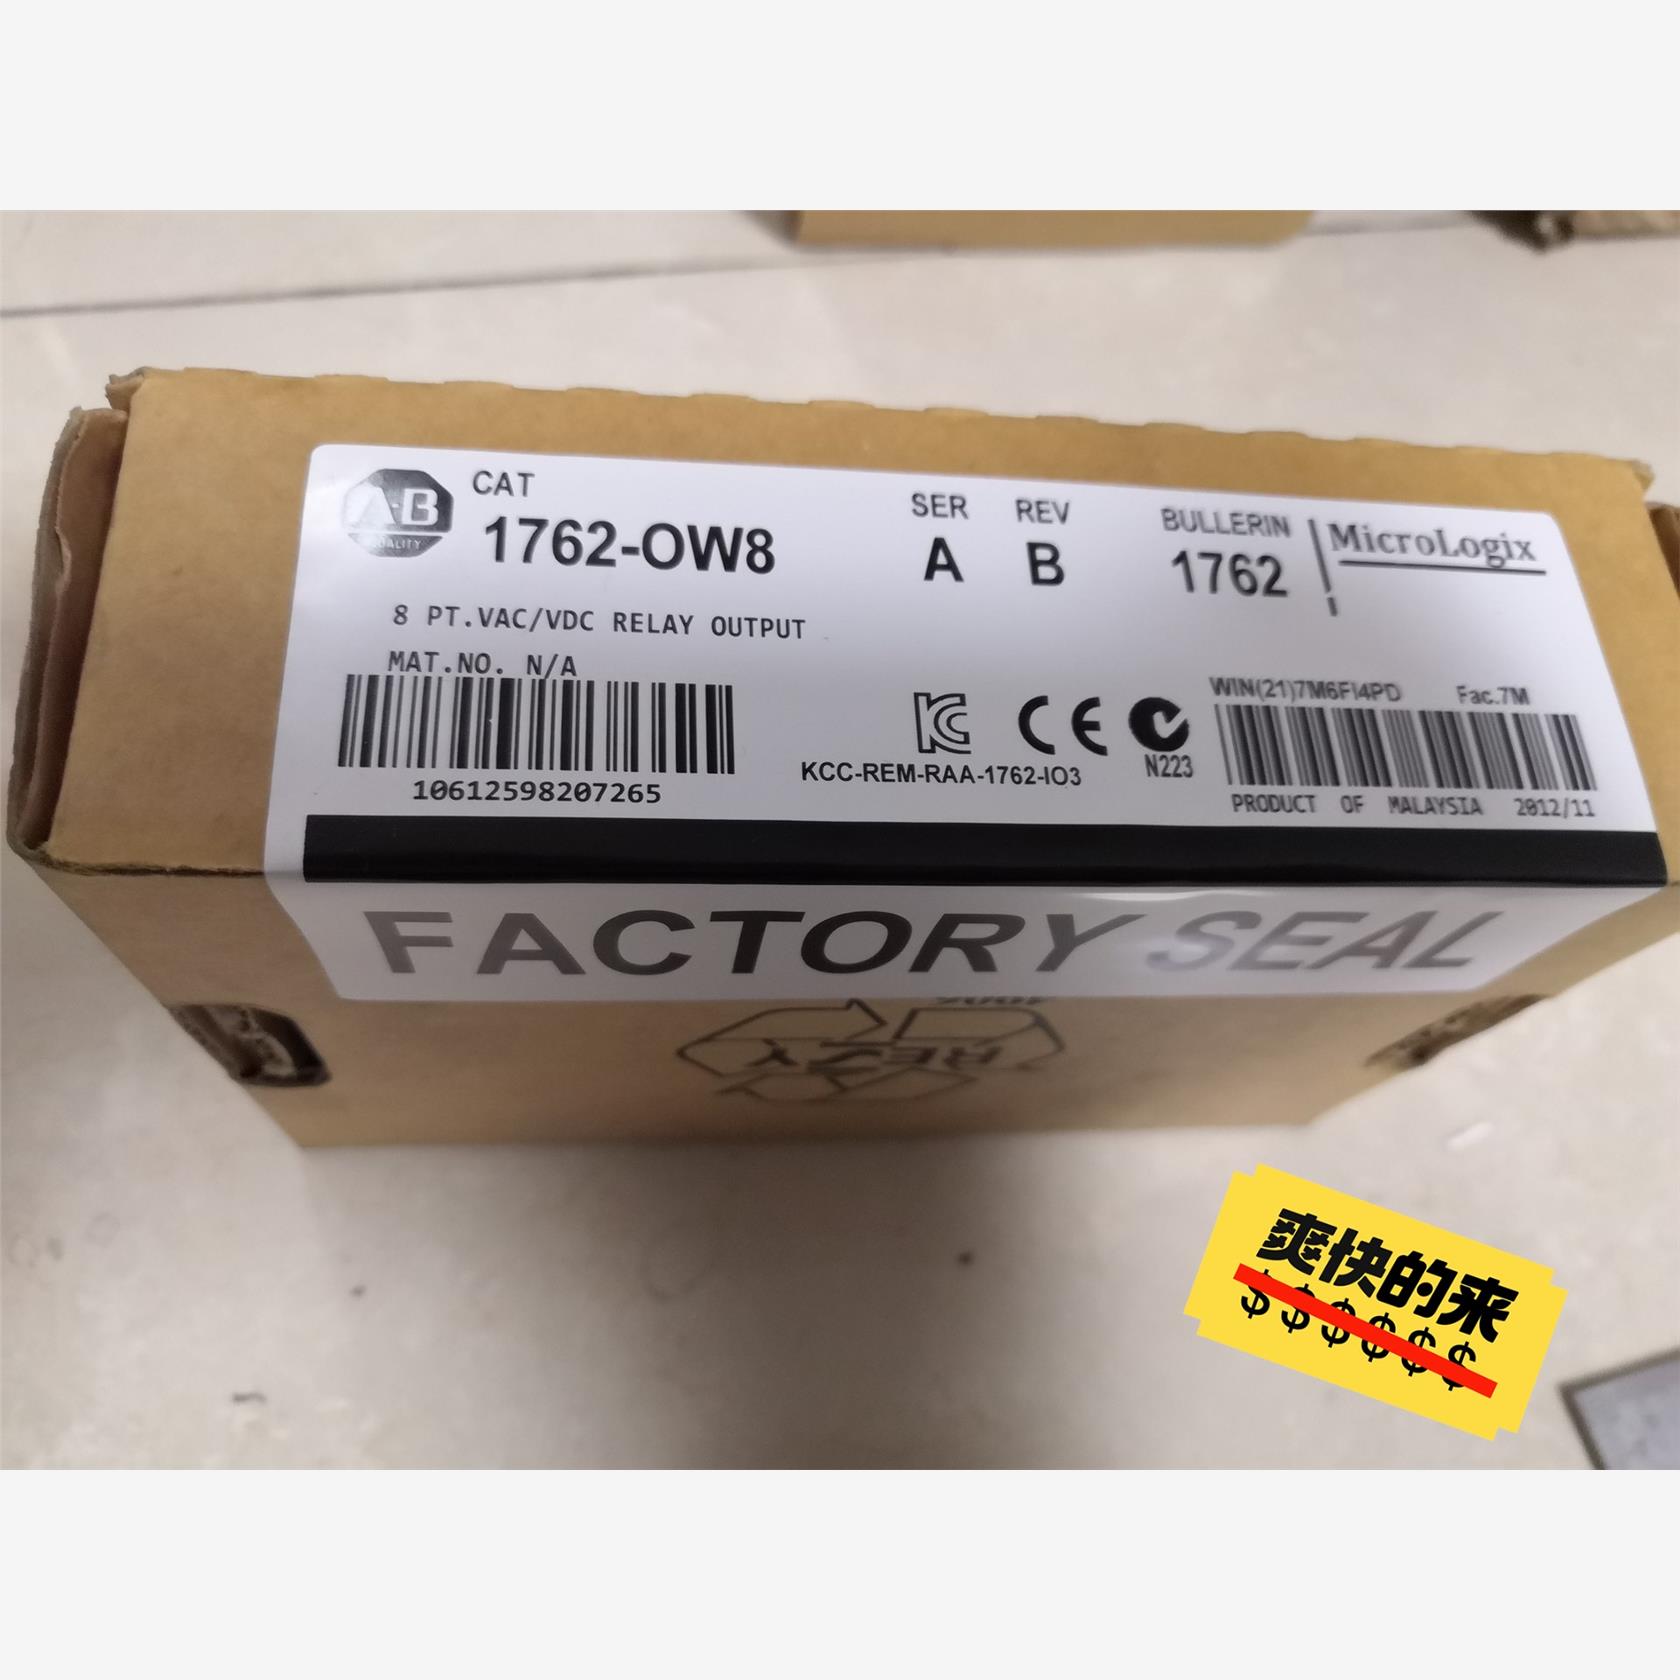 A-B
QUALITY
CAT
1762-OW8
SER
A
REV
B
BULLERIN
1762
MicroLogix
8 PT.VAC/VDC RELAY OUTPUT
MAT.NO. N/A
10612598207265
KCC-REM-RAA-1762-IO3
CE
N223
WIN(21)7M6FI4PD Fac.7M
PRODUCT OF MALAYSIA 2012/11
FACTORY SEAL
爽快的来
$$$$$$